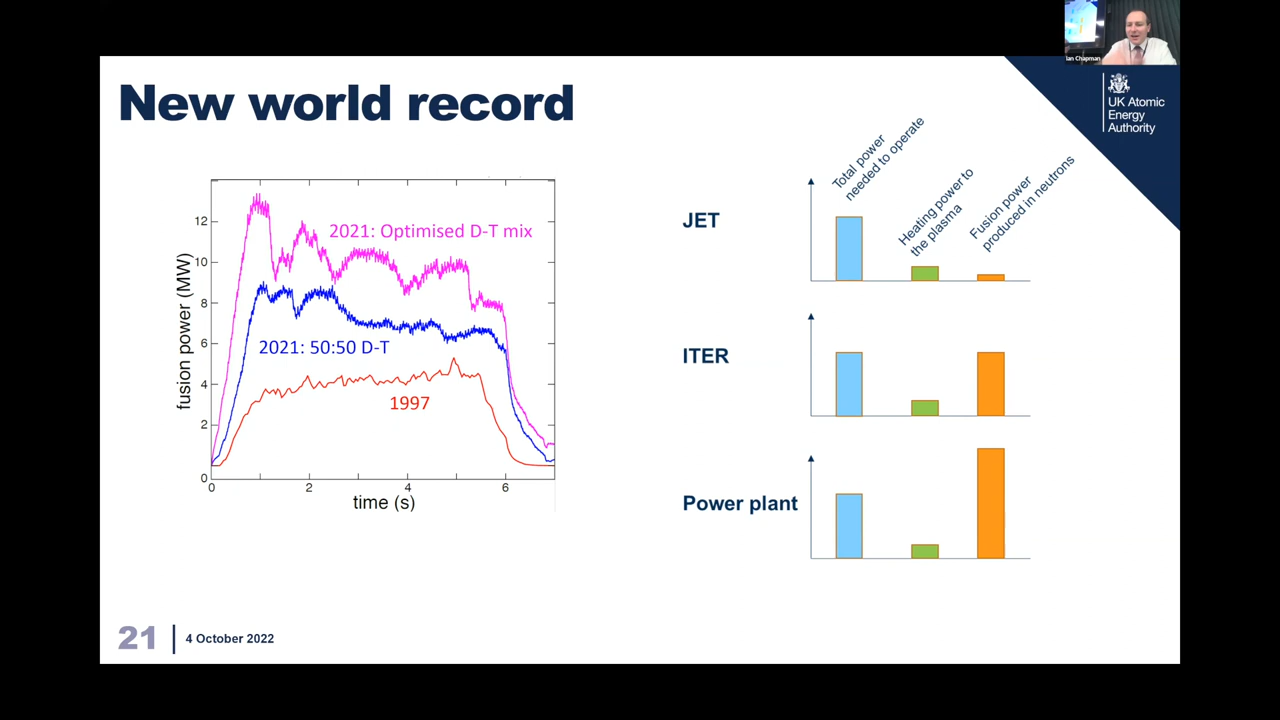 Ian Chapman
New world record
UK Atomic
Energy
Authority
fusion power (MW)
12
10
8
6
4
2
0
2021: Optimised D-T mix
2021: 50:50 D-T
1997
0
2
4
6
time (s)
Total power
needed to operate
Heating power to
the plasma
Fusion power
produced in neutrons
JET
ITER
Power plant
21
4 October 2022